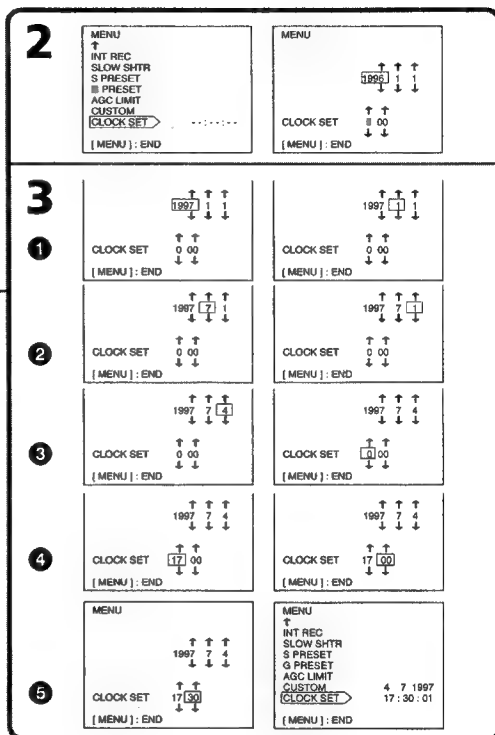 2
MENU
↑
INT REC
SLOW SHTR
S PRESET
PRESET
AGC LIMIT
CUSTOM
CLOCK SET --:--:--
[ MENU ] : END
MENU
↑ ↑ ↑
1996 1 1
↓ ↓ ↓
↑ ↑
CLOCK SET 00
↓ ↓
[ MENU ] : END
3
1
↑ ↑ ↑
1997 1 1
↓ ↓ ↓
↑ ↑
CLOCK SET 0 00
↓ ↓
[ MENU ] : END
↑ ↑ ↑
1997 1 1
↓ ↓ ↓
↑ ↑
CLOCK SET 0 00
↓ ↓
[ MENU ] : END
2
↑ ↑ ↑
1997 7 1
↓ ↓ ↓
↑ ↑
CLOCK SET 0 00
↓ ↓
[ MENU ] : END
↑ ↑ ↑
1997 7 1
↓ ↓ ↓
↑ ↑
CLOCK SET 0 00
↓ ↓
[ MENU ] : END
3
↑ ↑ ↑
1997 7 4
↓ ↓ ↓
↑ ↑
CLOCK SET 0 00
↓ ↓
[ MENU ] : END
↑ ↑ ↑
1997 7 4
↓ ↓ ↓
↑ ↑
CLOCK SET 0 00
↓ ↓
[ MENU ] : END
4
↑ ↑ ↑
1997 7 4
↓ ↓ ↓
↑ ↑
CLOCK SET 17 00
↓ ↓
[ MENU ] : END
↑ ↑ ↑
1997 7 4
↓ ↓ ↓
↑ ↑
CLOCK SET 17 00
↓ ↓
[ MENU ] : END
5
MENU
↑ ↑ ↑
1997 7 4
↓ ↓ ↓
↑ ↑
CLOCK SET 17 30
↓ ↓
[ MENU ] : END
MENU
↑
INT REC
SLOW SHTR
S PRESET
G PRESET
AGC LIMIT
CUSTOM 4 7 1997
CLOCK SET 17 : 30 : 01
[ MENU ] : END